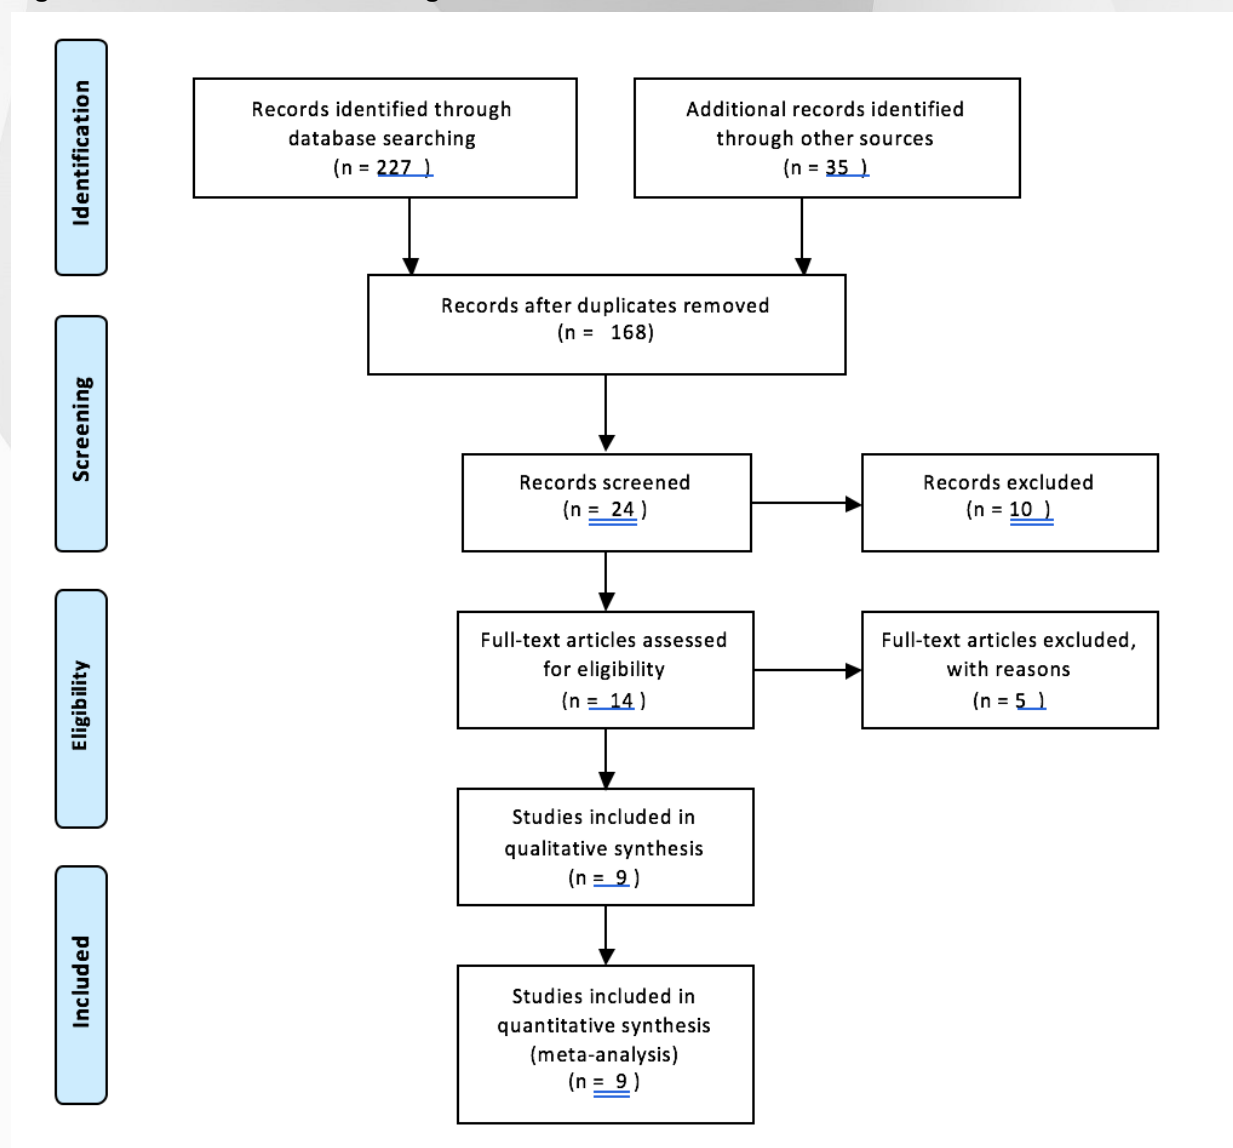 Identification
Records identified through
database searching
(n = 227 )
Additional records identified
through other sources
(n = 35 )
Records after duplicates removed
(n = 168)
Screening
Records screened
(n = 24 )
Records excluded
(n = 10 )
Eligibility
Full-text articles assessed
for eligibility
(n = 14 )
Full-text articles excluded,
with reasons
(n = 5 )
Studies included in
qualitative synthesis
(n = 9 )
Included
Studies included in
quantitative synthesis
(meta-analysis)
(n = 9 )